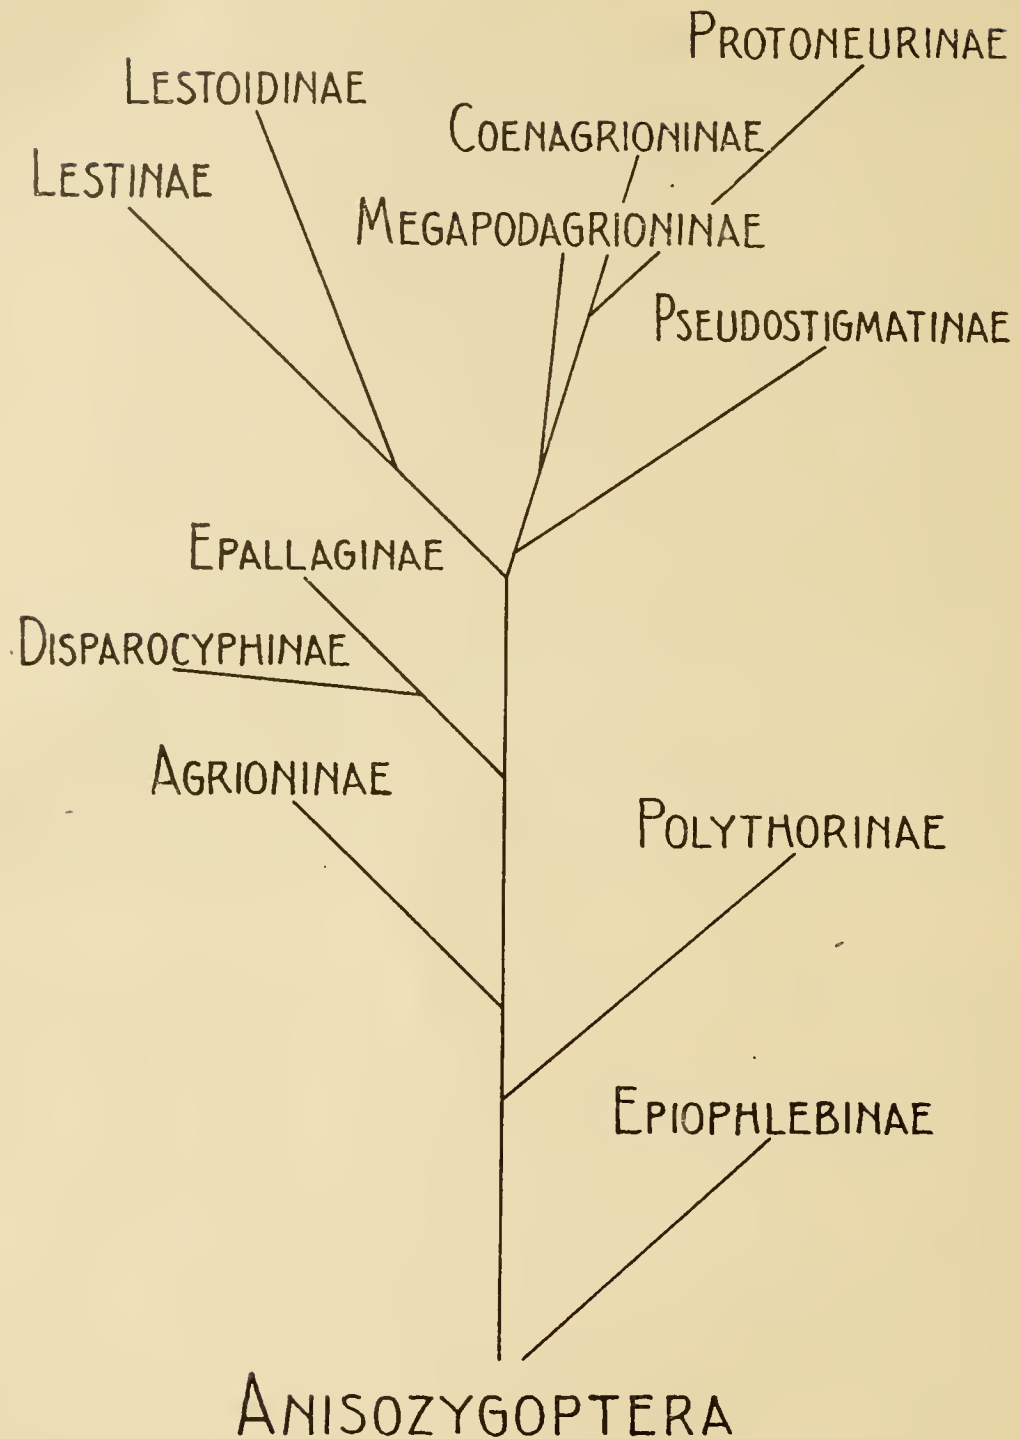 PROTONEURINAE
LESTOIDINAE
COENAGRIONINAE
LESTINAE
MEGAPODAGRIONINAE
PSEUDOSTIGMATINAE
EPALLAGINAE
DISPAROCYPHINAE
AGRIONINAE
POLYTHORINAE
EPIOPHLEBINAE
ANISOZYGOPTERA